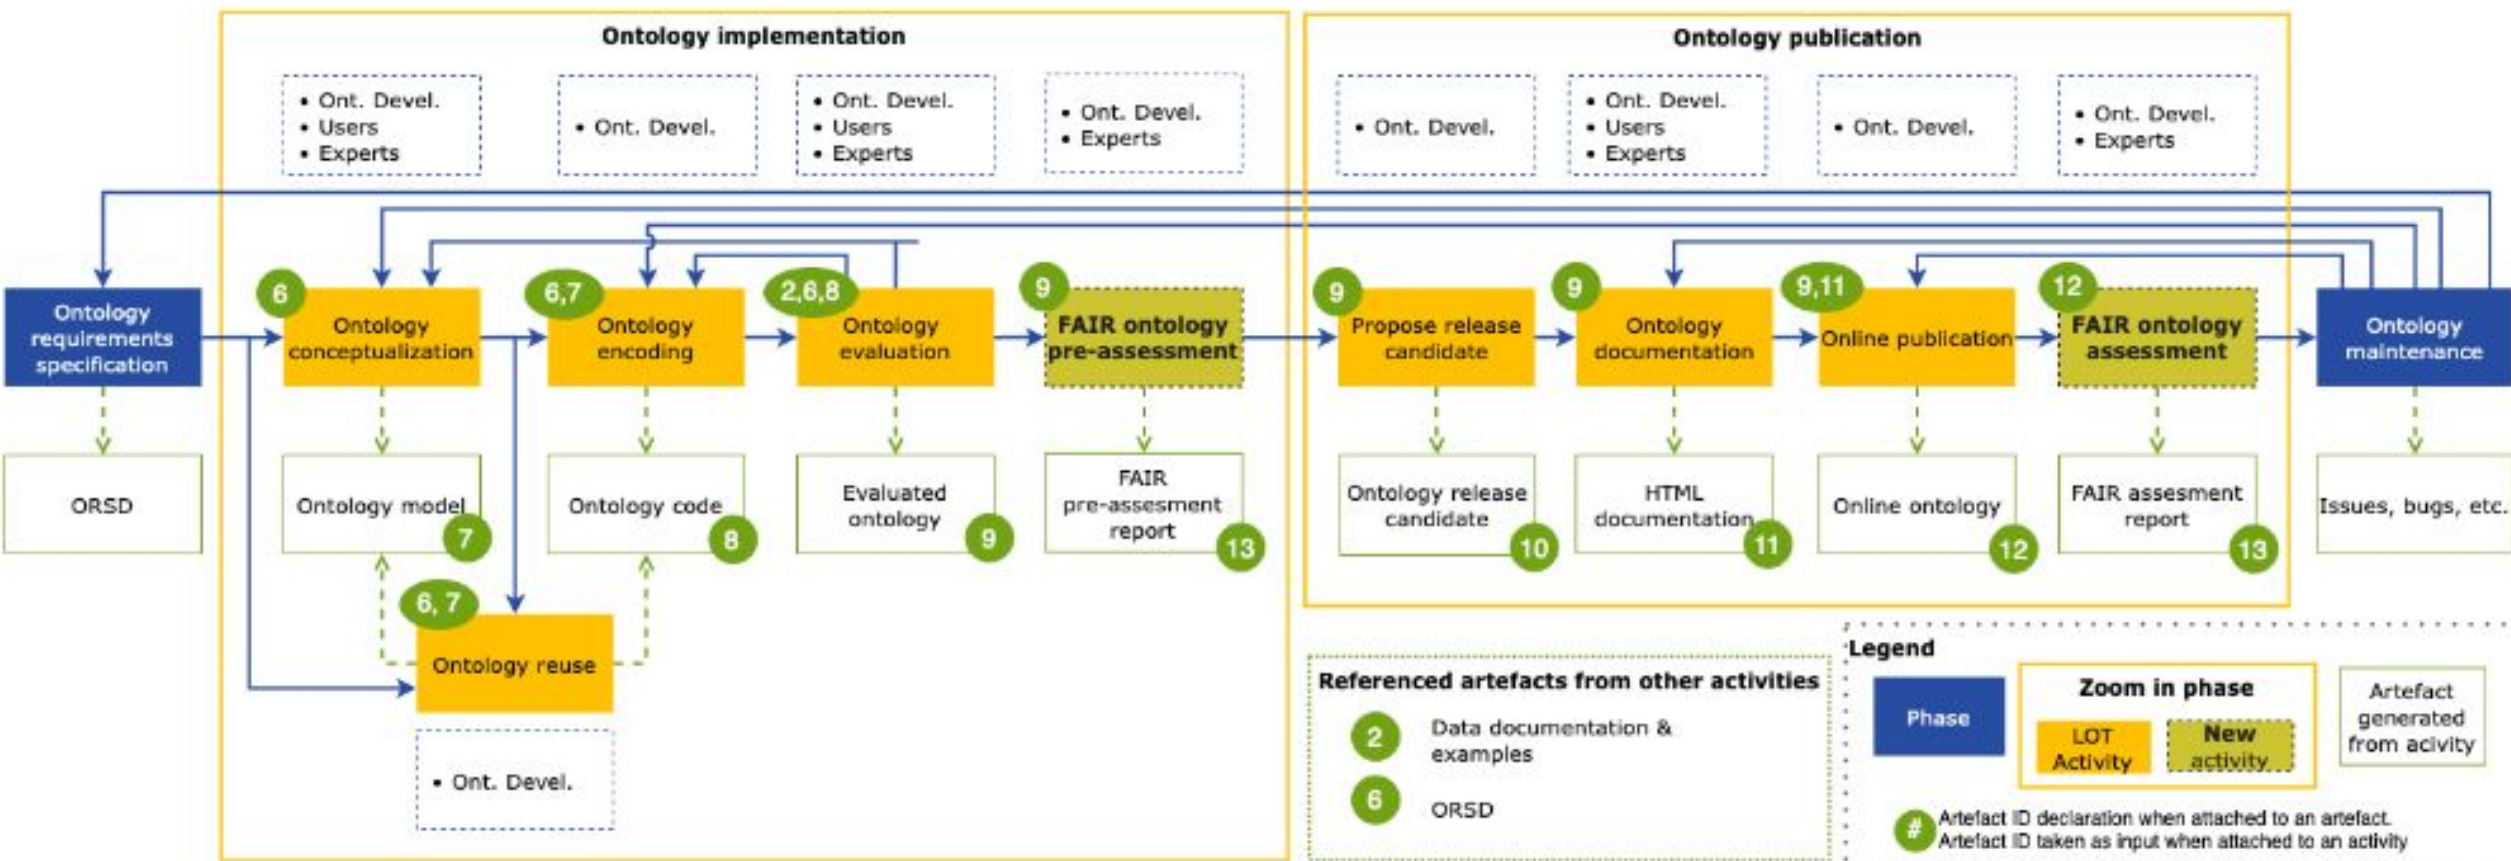 Ontology implementation
Ontology publication
• Ont. Devel.
• Users
• Experts
• Ont. Devel.
• Ont. Devel.
• Users
• Experts
• Ont. Devel.
• Experts
• Ont. Devel.
• Ont. Devel.
• Users
• Experts
• Ont. Devel.
• Ont. Devel.
• Experts
Ontology
requirements
specification
6
Ontology
conceptualization
6,7
Ontology
encoding
2,6,8
Ontology
evaluation
9
FAIR ontology
pre-assessment
9
Propose release
candidate
9
Ontology
documentation
9,11
Online publication
12
FAIR ontology
assessment
Ontology
maintenance
ORSD
Ontology model
7
Ontology code
8
Evaluated
ontology
9
FAIR
pre-assesment
report
13
Ontology release
candidate
10
HTML
documentation
11
Online ontology
12
FAIR assesment
report
13
Issues, bugs, etc.
6, 7
Ontology reuse
• Ont. Devel.
Referenced artefacts from other activities
2
Data documentation &
examples
6
ORSD
Legend
Phase
Zoom in phase
LOT
Activity
New
activity
Artefact
generated
from acivity
#
Artefact ID declaration when attached to an artefact.
Artefact ID taken as input when attached to an activity